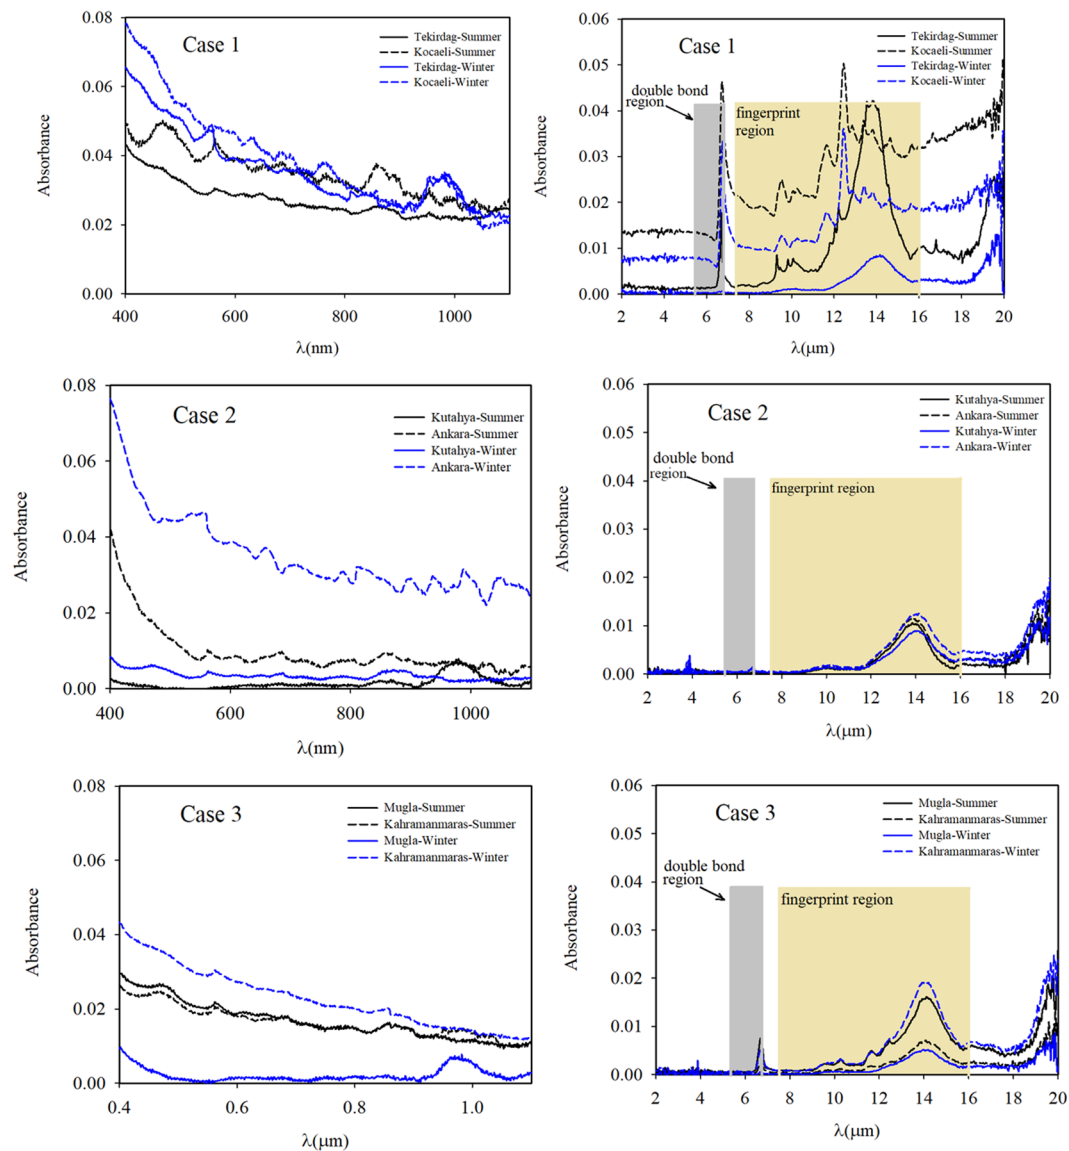 0.08
0.06
0.04
0.02
0.00
Absorbance
Case 1
Tekirdag-Summer
Kocaeli-Summer
Tekirdag-Winter
Kocaeli-Winter
400
600
800
1000
λ(nm)
0.06
0.05
0.04
0.03
0.02
0.01
0.00
Absorbance
Case 1
Tekirdag-Summer
Kocaeli-Summer
Tekirdag-Winter
Kocaeli-Winter
double bond
region
fingerprint
region
2
4
6
8
10
12
14
16
18
20
λ(μm)
0.08
0.06
0.04
0.02
0.00
Absorbance
Case 2
Kutahya-Summer
Ankara-Summer
Kutahya-Winter
Ankara-Winter
400
600
800
1000
λ(nm)
0.06
0.05
0.04
0.03
0.02
0.01
0.00
Absorbance
Case 2
Kutahya-Summer
Ankara-Summer
Kutahya-Winter
Ankara-Winter
double bond
region
fingerprint region
2
4
6
8
10
12
14
16
18
20
λ(μm)
0.08
0.06
0.04
0.02
0.00
Absorbance
Case 3
Mugla-Summer
Kahramanmaras-Summer
Mugla-Winter
Kahramanmaras-Winter
0.4
0.6
0.8
1.0
λ(μm)
0.06
0.05
0.04
0.03
0.02
0.01
0.00
Absorbance
Case 3
Mugla-Summer
Kahramanmaras-Summer
Mugla-Winter
Kahramanmaras-Winter
double bond
region
fingerprint region
2
4
6
8
10
12
14
16
18
20
λ(μm)